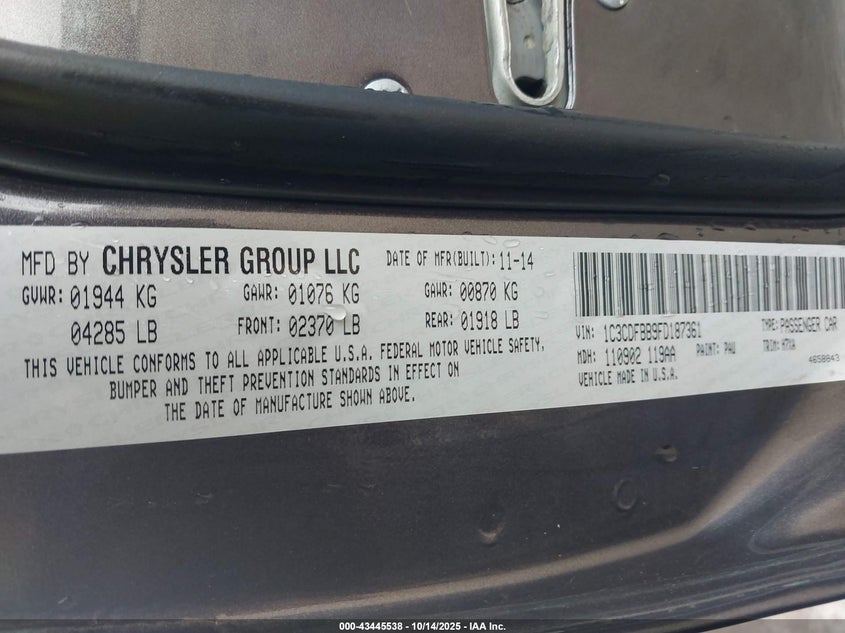 MFD BY CHRYSLER GROUP LLC
DATE OF MFR(BUILT): 11-14
GVWR: 01944 KG
GAWR: 01076 KG
GAWR: 00870 KG
04285 LB
FRONT: 02370 LB
REAR: 01918 LB
THIS VEHICLE CONFORMS TO ALL APPLICABLE U.S.A. FEDERAL MOTOR VEHICLE SAFETY,
BUMPER AND THEFT PREVENTION STANDARDS IN EFFECT ON
THE DATE OF MANUFACTURE SHOWN ABOVE.
VIN: 1C3CDFBB9FD187361
TYPE: PASSENGER CAR
MDH: 110902 119AA
PAINT: PAU
TRIM: H7XA
VEHICLE MADE IN U.S.A.
4658843
000-43445538 - 10/14/2025 - IAA Inc.